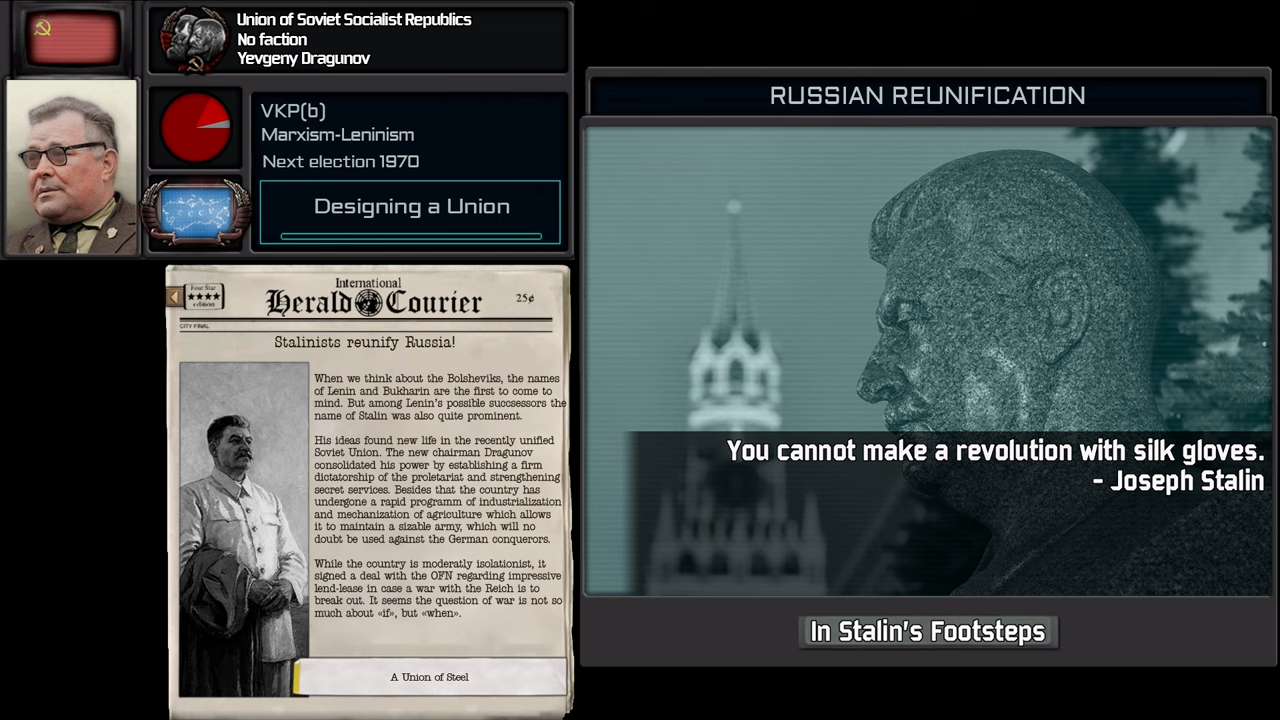 Union of Soviet Socialist Republics
No faction
Yevgeny Dragunov
VKP(b)
Marxism-Leninism
Next election 1970
Designing a Union
СССР
Four Star
★★★★
edition
International
Herald Courier
25¢
CITY FINAL
Stalinists reunify Russia!
When we think about the Bolsheviks, the names
of Lenin and Bukharin are the first to come to
mind. But among Lenin's possible succsessors the
name of Stalin was also quite prominent.
His ideas found new life in the recently unified
Soviet Union. The new chairman Dragunov
consolidated his power by establishing a firm
dictatorship of the proletariat and strengthening
secret services. Besides that the country has
undergone a rapid programm of industrialization
and mechanization of agriculture which allows
it to maintain a sizable army, which will no
doubt be used against the German conquerors.
While the country is moderatly isolationist, it
signed a deal with the OFN regarding impressive
lend-lease in case a war with the Reich is to
break out. It seems the question of war is not so
much about «if», but «when».
A Union of Steel
RUSSIAN REUNIFICATION
You cannot make a revolution with silk gloves.
- Joseph Stalin
In Stalin's Footsteps